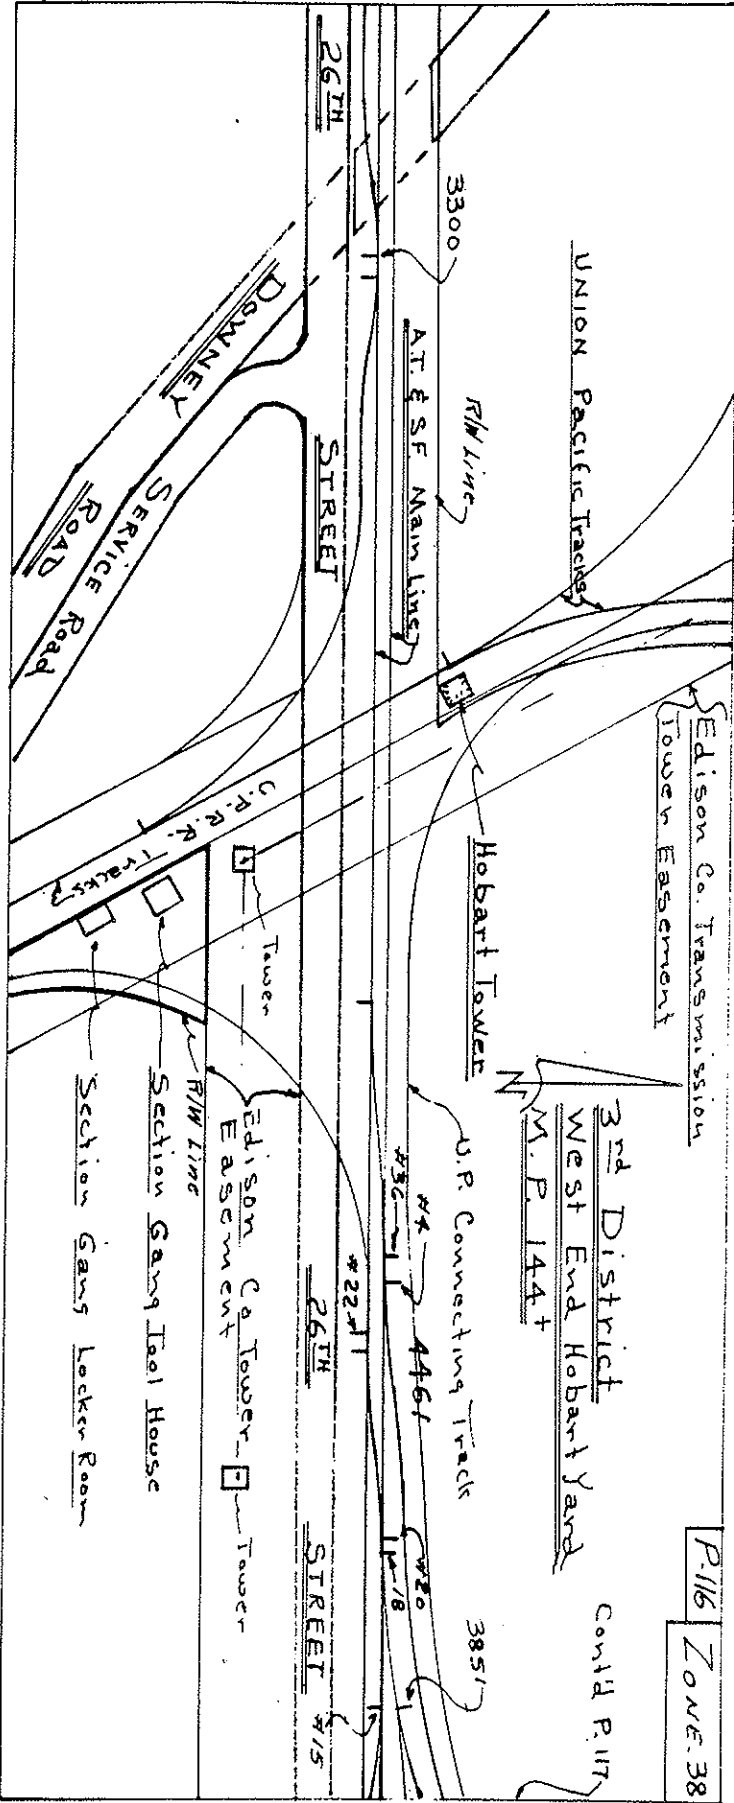 P-116
ZONE 38
Cont'd P. 117
3rd District
West End Hobart Yard
M. P. 144+
N
Edison Co. Transmission
Tower Easement
UNION Pacific Tracks
R/W Line
3300
A.T. & S.F. Main Line
Hobart Tower
U.P. Connecting Track
#4
4461
#36
#20
18
3851
#22
#15
26TH
STREET
26TH
STREET
DOWNEY
ROAD
SERVICE Road
U.P.R.R. Tracks
Tower
Edison Co Tower
Easement
Tower
R/W Line
Section Gang Tool House
Section Gang Locker Room